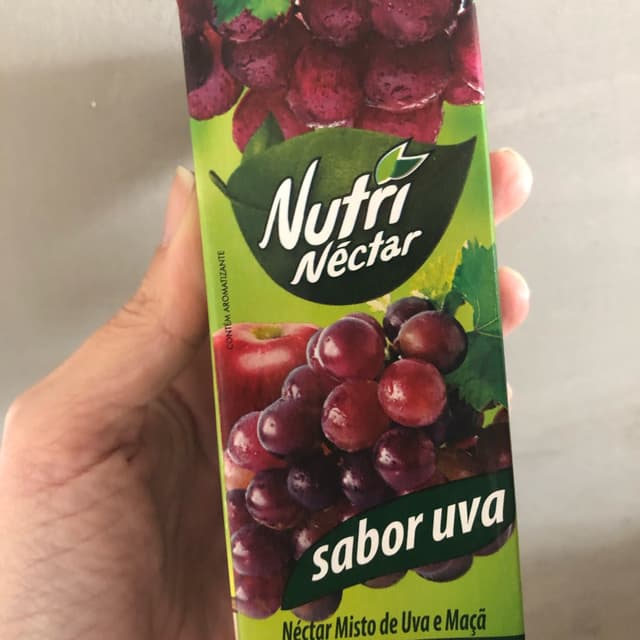 Nutri
Néctar
CONTÉM AROMATIZANTE
sabor uva
Néctar Misto de Uva e Maçã